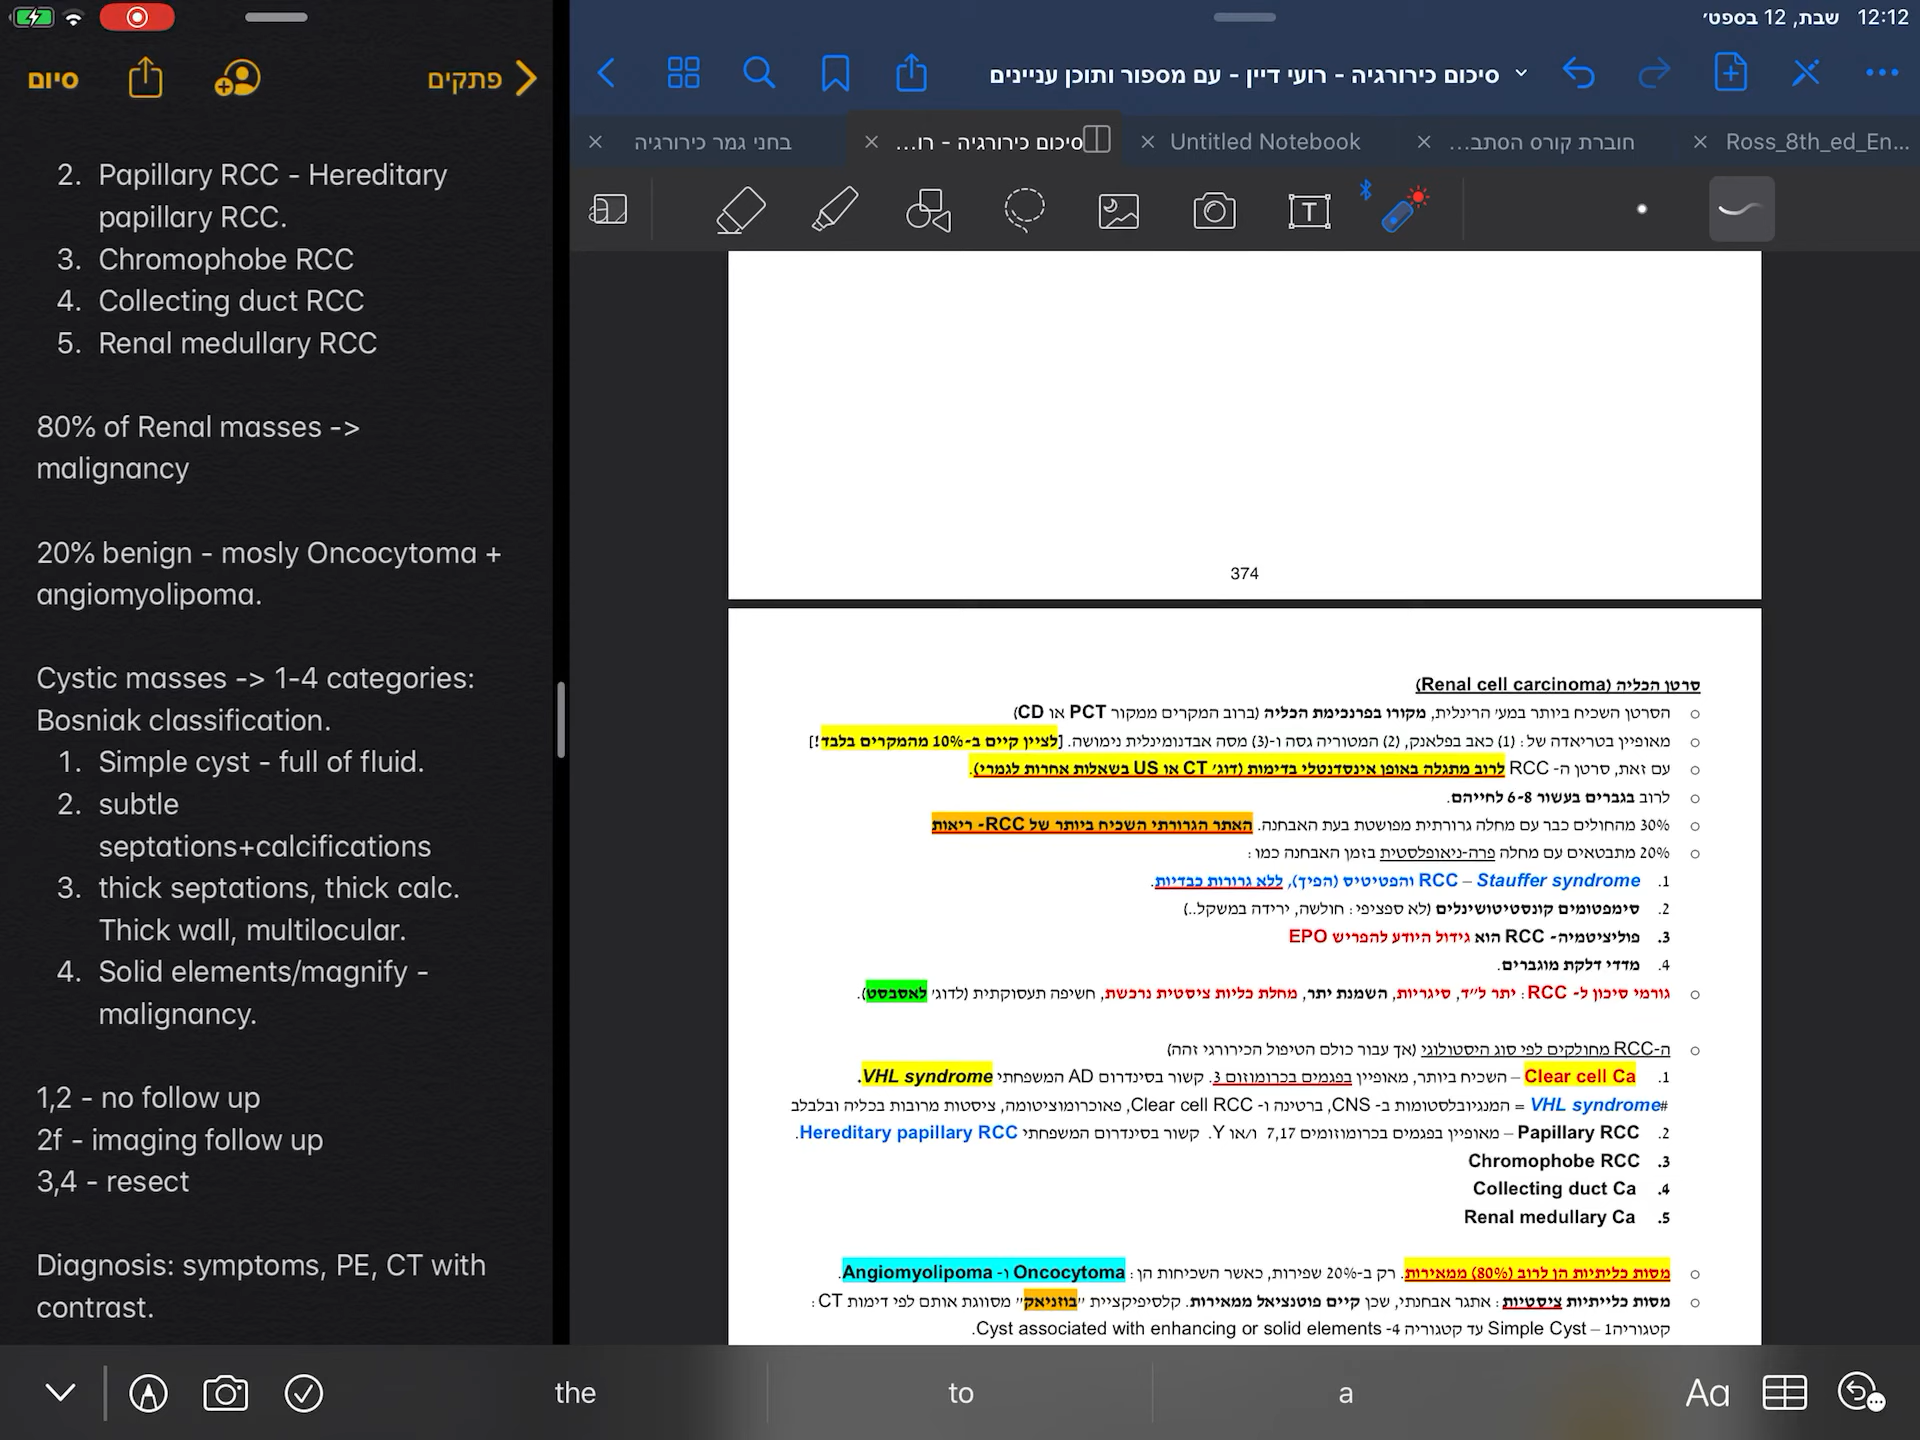 12:12 שבת, 12 בספט׳
סיום
פתקים
סיכום כירורגיה - רועי דיין - עם מספור ותוכן עניינים
בחני גמר כירורגיה
סיכום כירורגיה - רו...
Untitled Notebook
חוברת קורס הסתב...
Ross_8th_ed_En...
2. Papillary RCC - Hereditary
papillary RCC.
3. Chromophobe RCC
4. Collecting duct RCC
5. Renal medullary RCC
80% of Renal masses ->
malignancy
20% benign - mosly Oncocytoma +
angiomyolipoma.
Cystic masses -> 1-4 categories:
Bosniak classification.
1. Simple cyst - full of fluid.
2. subtle
septations+calcifications
3. thick septations, thick calc.
Thick wall, multilocular.
4. Solid elements/magnify -
malignancy.
1,2 - no follow up
2f - imaging follow up
3,4 - resect
Diagnosis: symptoms, PE, CT with
contrast.
374
סרטן הכליה (Renal cell carcinoma)
○ הסרטן השכיח ביותר במע׳ הרינלית, מקורו בפרנכימת הכליה (ברוב המקרים ממקור PCT או CD)
○ מאופיין בטריאדה של: (1) כאב בפלאנק, (2) המטוריה גסה ו-(3) מסה אבדנומינלית נימושה. [לציין קיים ב-10% מהמקרים בלבד!]
○ עם זאת, סרטן ה- RCC לרוב מתגלה באופן אינסדנטלי בדימות (דוג׳ CT או US בשאלות אחרות לגמרי).
○ לרוב בגברים בעשור 6-8 לחייהם.
○ 30% מהחולים כבר עם מחלה גרורתית מפושטת בעת האבחנה. האתר הגרורתי השכיח ביותר של RCC- ריאות
○ 20% מתבטאים עם מחלה פרה-ניאופלסטית בזמן האבחנה כמו:
1. Stauffer syndrome – RCC והפטיטיס (הפיך), ללא גרורות כבדיות.
2. סימפטומים קונסטיטושינלים (לא ספציפי: חולשה, ירידה במשקל..)
3. פוליציטמיה- RCC הוא גידול היודע להפריש EPO
4. מדדי דלקת מוגברים.
○ גורמי סיכון ל- RCC: יתר ל״ד, סיגריות, השמנת יתר, מחלת כליות ציסטית נרכשת, חשיפה תעסוקתית (לדוג׳ לאסבסט).
○ ה-RCC מחולקים לפי סוג היסטולוגי (אך עבור כולם הטיפול הכירורגי זהה)
1. Clear cell Ca – השכיח ביותר, מאופיין בפגמים בכרומוזום 3. קשור בסינדרום AD המשפחתי VHL syndrome.
#VHL syndrome = המנגיובלסטומות ב- CNS, ברטינה ו- Clear cell RCC, פאוכרומוציטומה, ציסטות מרובות בכליה ובלבלב
2. Papillary RCC – מאופיין בפגמים בכרומוזומים 7,17 ו/או Y. קשור בסינדרום המשפחתי Hereditary papillary RCC.
3. Chromophobe RCC
4. Collecting duct Ca
5. Renal medullary Ca
○ מסות כליתיות הן לרוב (80%) ממאירות. רק ב-20% שפירות, כאשר השכיחות הן: Oncocytoma ו- Angiomyolipoma.
○ מסות כלייתיות ציסטיות: אתגר אבחנתי, שכן קיים פוטנציאל ממאירות. קלסיפיקציית ״בוזניאק״ מסווגת אותם לפי דימות CT:
קטגוריה1 – Simple Cyst עד קטגוריה 4- Cyst associated with enhancing or solid elements.
the
to
a
Aa